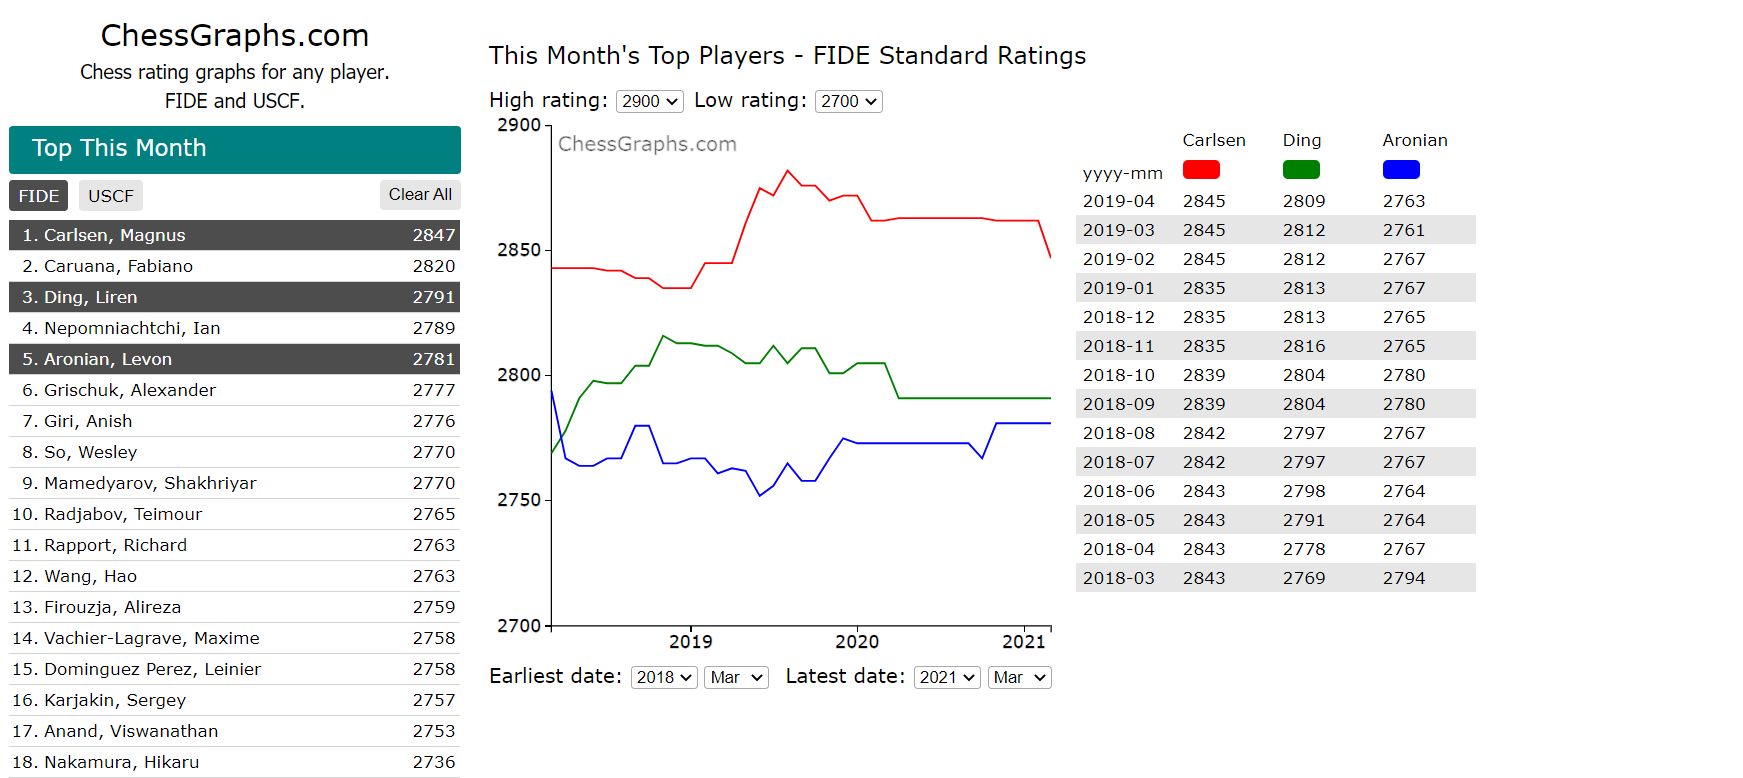 ChessGraphs.com
Chess rating graphs for any player.
FIDE and USCF.
Top This Month
FIDE USCF Clear All
1. Carlsen, Magnus 2847
2. Caruana, Fabiano 2820
3. Ding, Liren 2791
4. Nepomniachtchi, Ian 2789
5. Aronian, Levon 2781
6. Grischuk, Alexander 2777
7. Giri, Anish 2776
8. So, Wesley 2770
9. Mamedyarov, Shakhriyar 2770
10. Radjabov, Teimour 2765
11. Rapport, Richard 2763
12. Wang, Hao 2763
13. Firouzja, Alireza 2759
14. Vachier-Lagrave, Maxime 2758
15. Dominguez Perez, Leinier 2758
16. Karjakin, Sergey 2757
17. Anand, Viswanathan 2753
18. Nakamura, Hikaru 2736
This Month's Top Players - FIDE Standard Ratings
High rating: 2900 Low rating: 2700
ChessGraphs.com
2900
2850
2800
2750
2700
2019 2020 2021
Earliest date: 2018 Mar Latest date: 2021 Mar
Carlsen Ding Aronian
yyyy-mm
2019-04 2845 2809 2763
2019-03 2845 2812 2761
2019-02 2845 2812 2767
2019-01 2835 2813 2767
2018-12 2835 2813 2765
2018-11 2835 2816 2765
2018-10 2839 2804 2780
2018-09 2839 2804 2780
2018-08 2842 2797 2767
2018-07 2842 2797 2767
2018-06 2843 2798 2764
2018-05 2843 2791 2764
2018-04 2843 2778 2767
2018-03 2843 2769 2794